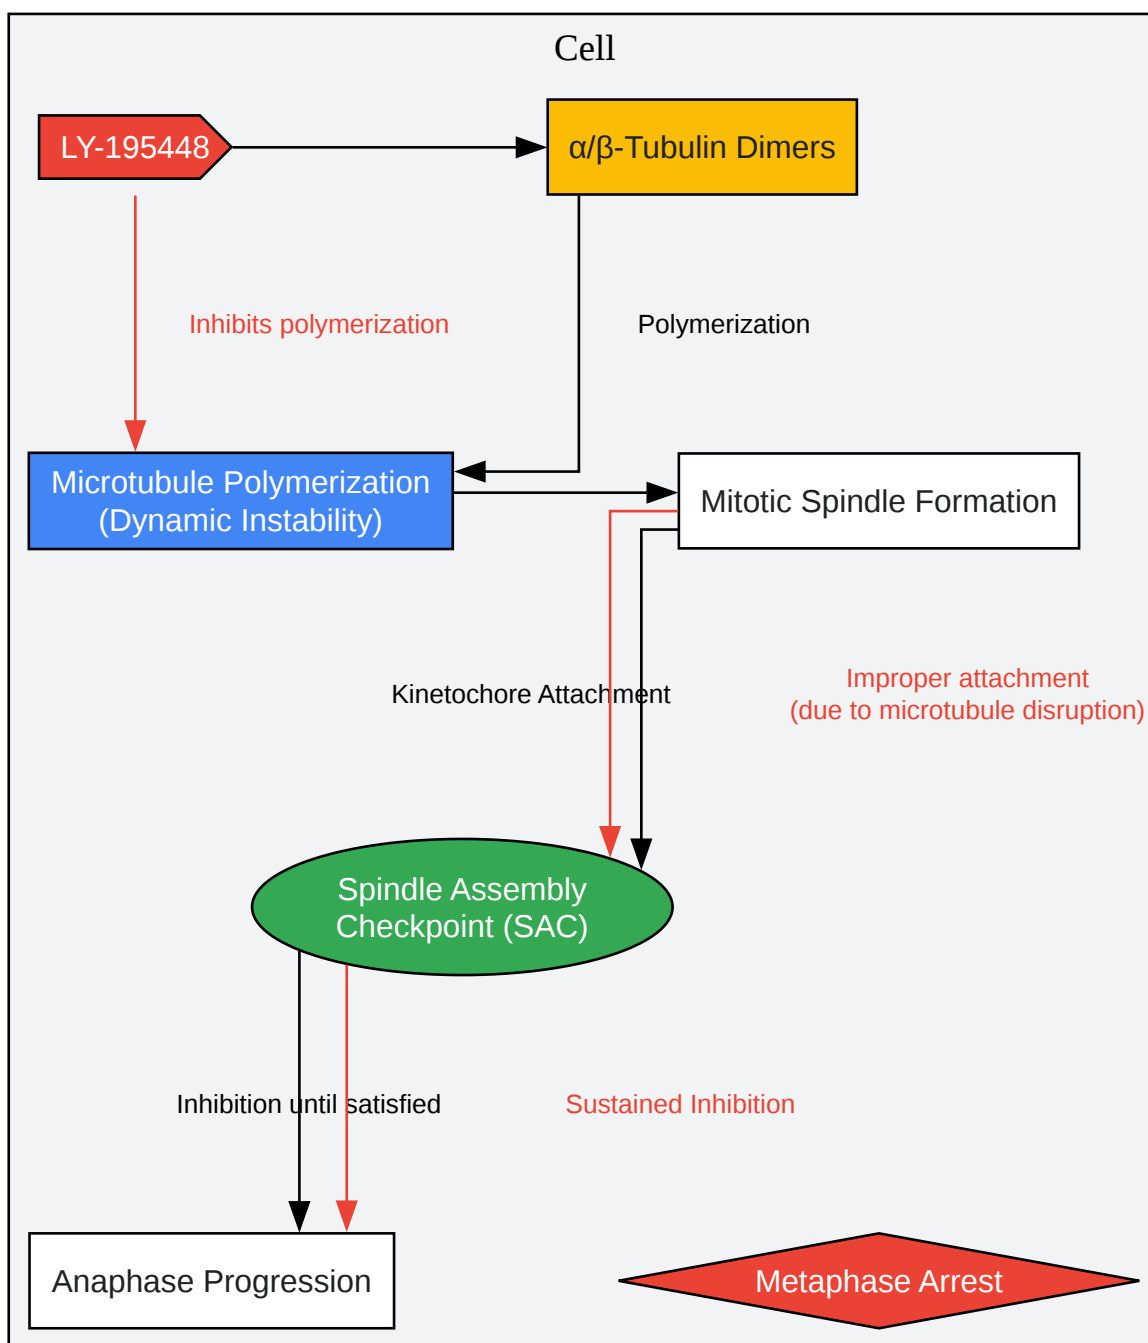 Cell
LY-195448
α/β-Tubulin Dimers
Inhibits polymerization
Polymerization
Microtubule Polymerization
(Dynamic Instability)
Mitotic Spindle Formation
Kinetochore Attachment
Improper attachment
(due to microtubule disruption)
Spindle Assembly
Checkpoint (SAC)
Inhibition until satisfied
Sustained Inhibition
Anaphase Progression
Metaphase Arrest